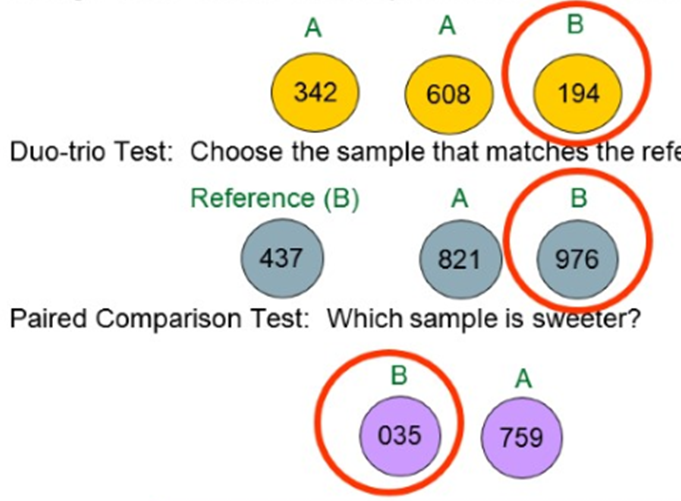 A A B
342 608 194
Duo-trio Test: Choose the sample that matches the
Reference (B) A B
437 821 976
Paired Comparison Test: Which sample is sweeter?
B A
035 759